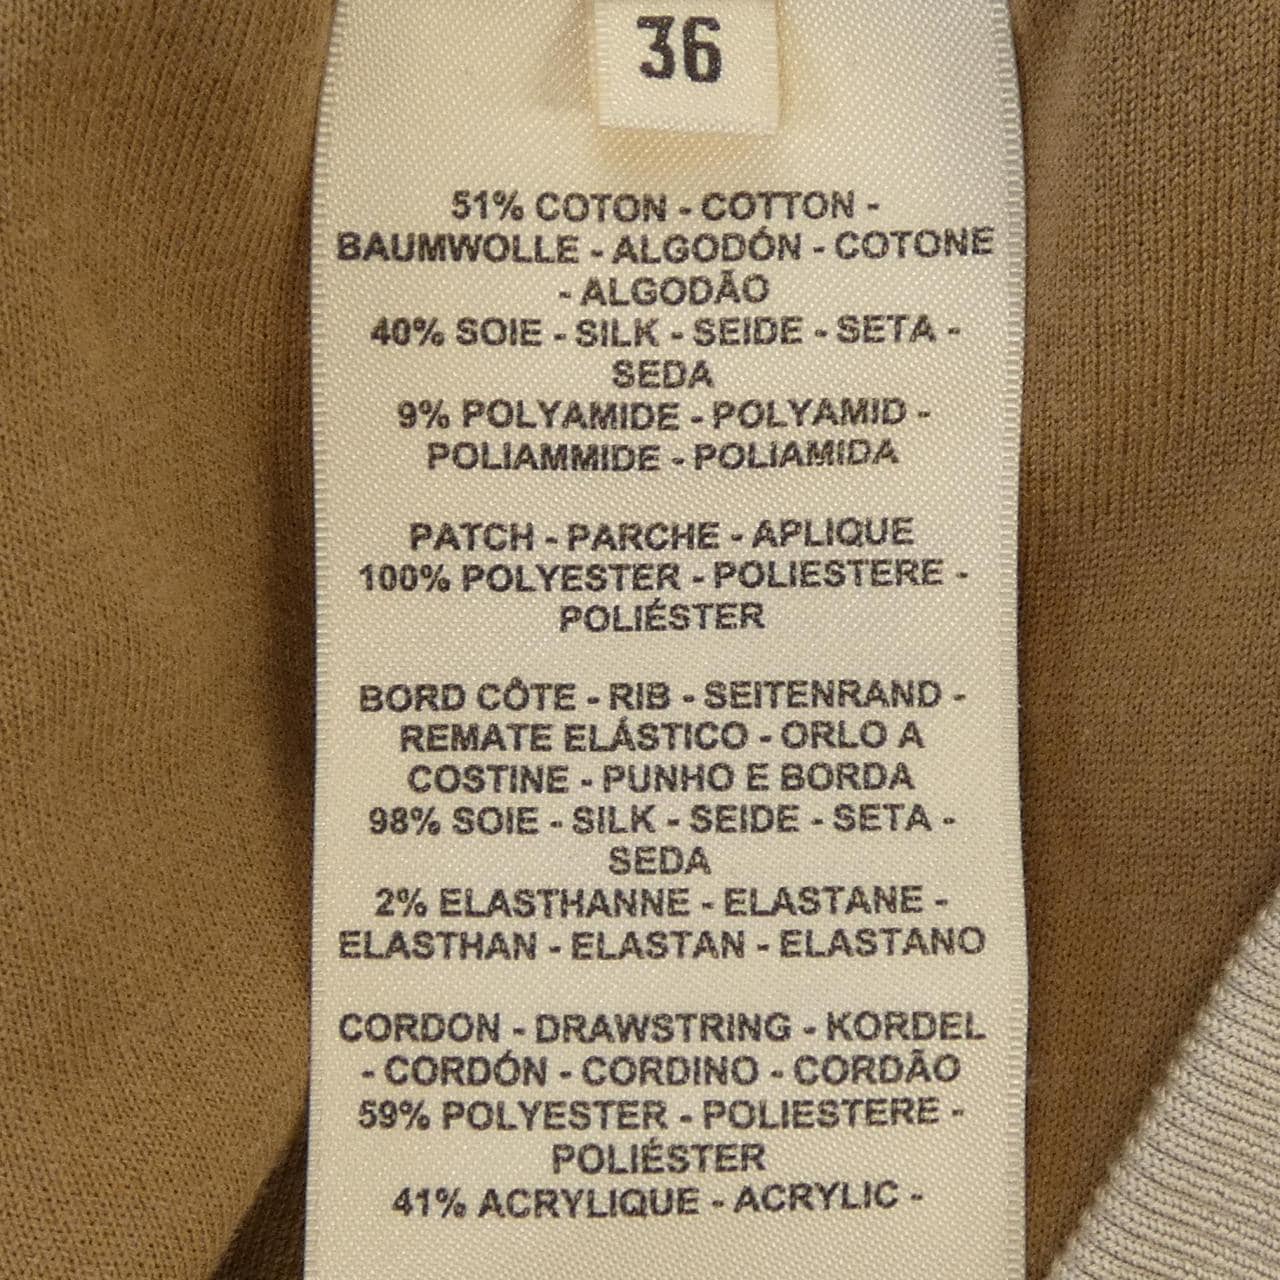 36
51% COTON - COTTON -
BAUMWOLLE - ALGODÓN - COTONE
- ALGODÃO
40% SOIE - SILK - SEIDE - SETA -
SEDA
9% POLYAMIDE - POLYAMID -
POLIAMMIDE - POLIAMIDA
PATCH - PARCHE - APLIQUE
100% POLYESTER - POLIESTERE -
POLIÉSTER
BORD CÔTE - RIB - SEITENRAND -
REMATE ELÁSTICO - ORLO A
COSTINE - PUNHO E BORDA
98% SOIE - SILK - SEIDE - SETA -
SEDA
2% ELASTHANNE - ELASTANE -
ELASTHAN - ELASTAN - ELASTANO
CORDON - DRAWSTRING - KORDEL
- CORDÓN - CORDINO - CORDÃO
59% POLYESTER - POLIESTERE -
POLIÉSTER
41% ACRYLIQUE - ACRYLIC -